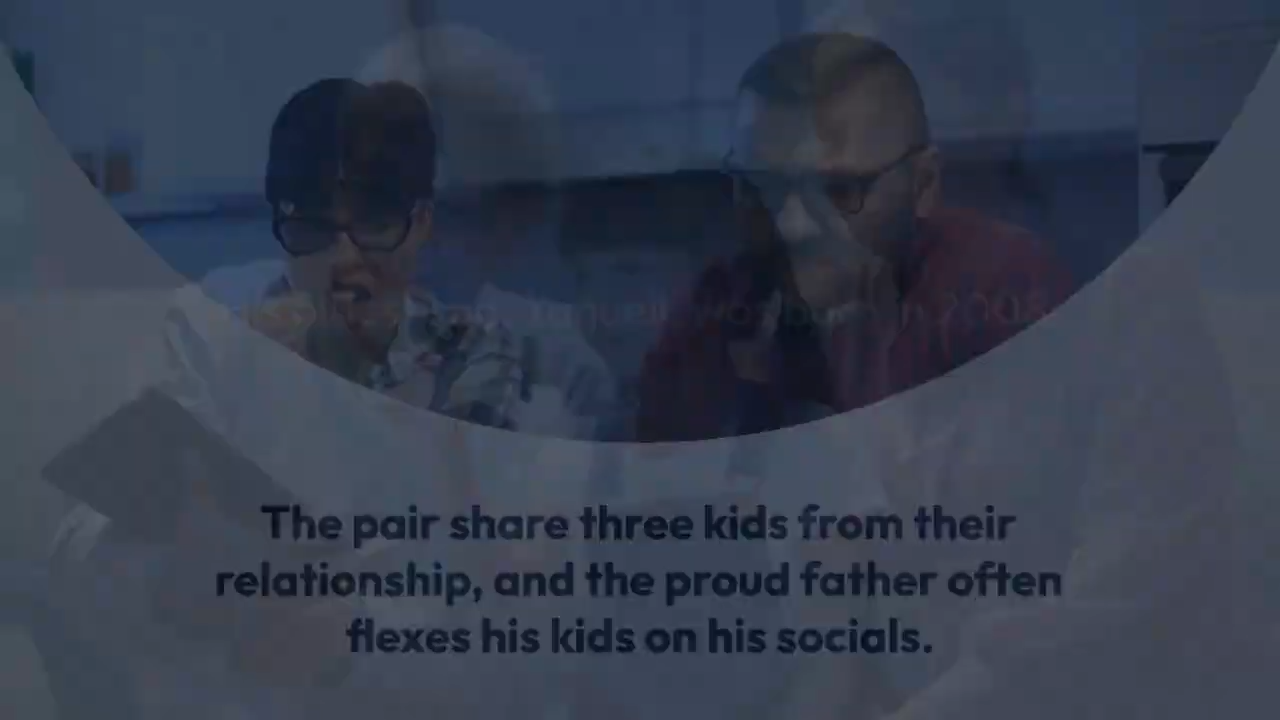 The pair share three kids from their
relationship, and the proud father often
flexes his kids on his socials.